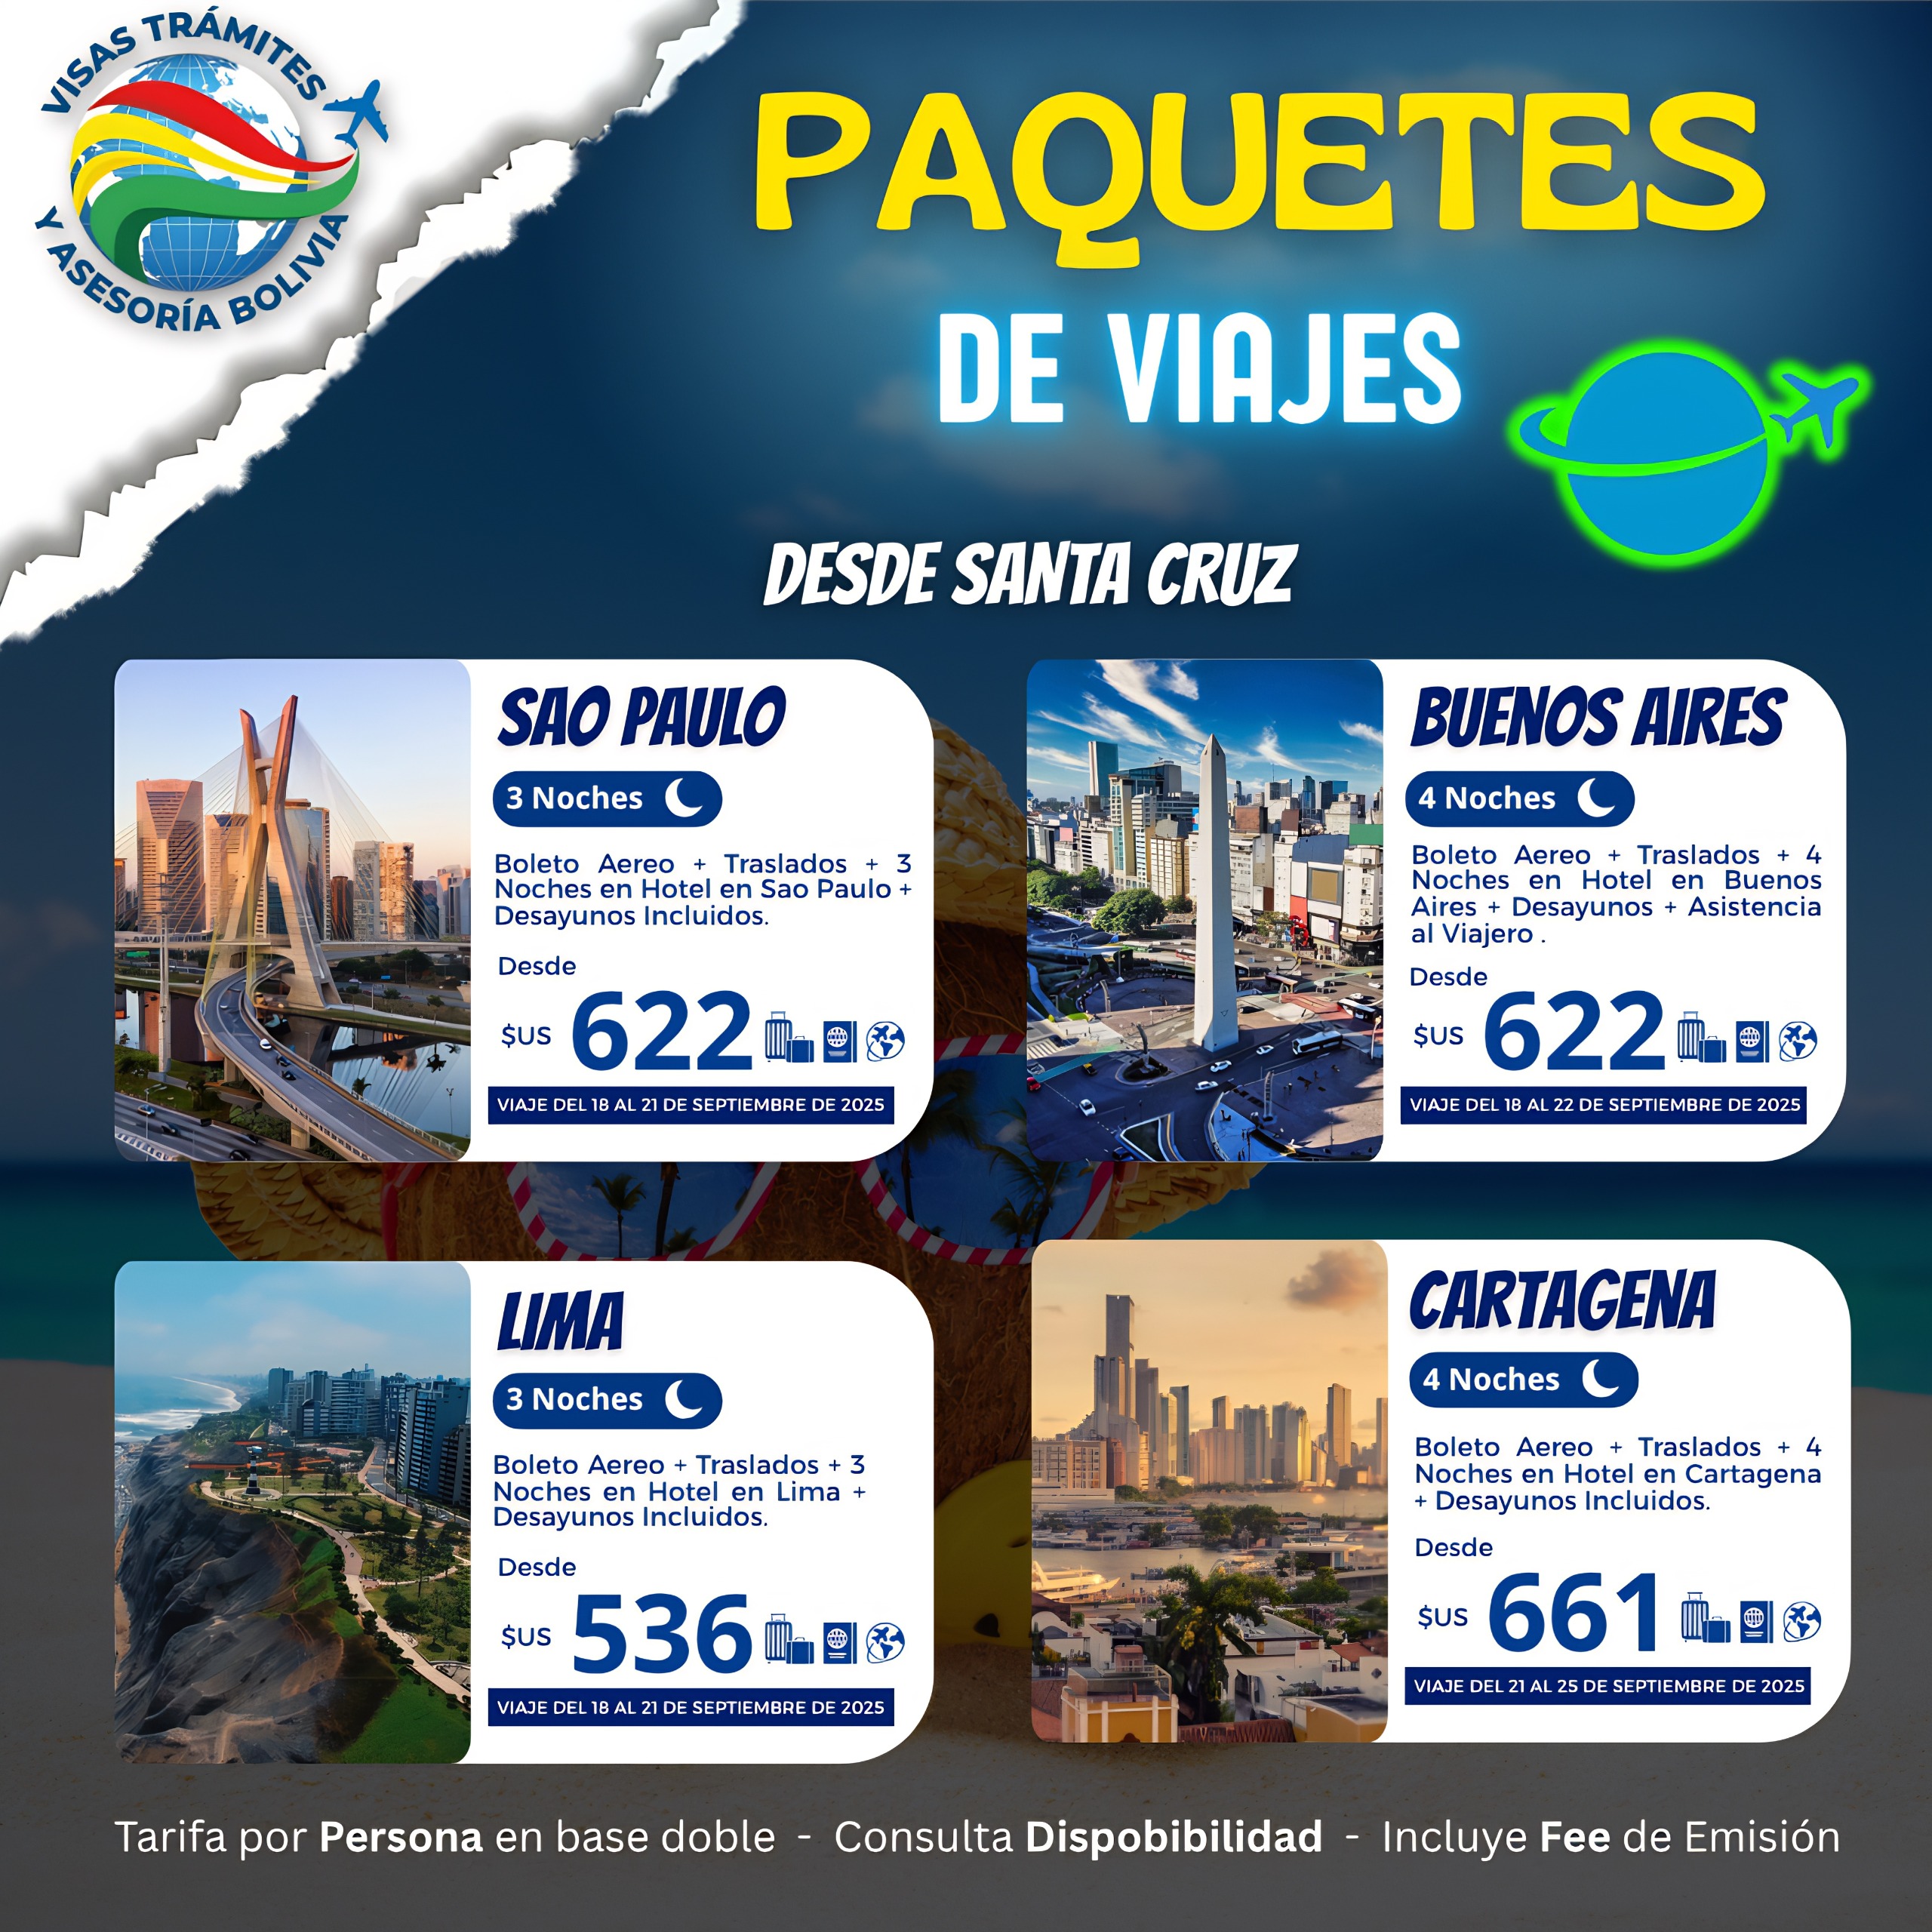 VISAS TRÁMITES
Y ASESORÍA BOLIVIA
PAQUETES
DE VIAJES
DESDE SANTA CRUZ
SAO PAULO
3 Noches
Boleto Aereo + Traslados + 3
Noches en Hotel en Sao Paulo +
Desayunos Incluidos.
Desde
$US 622
VIAJE DEL 18 AL 21 DE SEPTIEMBRE DE 2025
BUENOS AIRES
4 Noches
Boleto Aereo + Traslados + 4
Noches en Hotel en Buenos
Aires + Desayunos + Asistencia
al Viajero .
Desde
$US 622
VIAJE DEL 18 AL 22 DE SEPTIEMBRE DE 2025
LIMA
3 Noches
Boleto Aereo + Traslados + 3
Noches en Hotel en Lima +
Desayunos Incluidos.
Desde
$US 536
VIAJE DEL 18 AL 21 DE SEPTIEMBRE DE 2025
CARTAGENA
4 Noches
Boleto Aereo + Traslados + 4
Noches en Hotel en Cartagena
+ Desayunos Incluidos.
Desde
$US 661
VIAJE DEL 21 AL 25 DE SEPTIEMBRE DE 2025
Tarifa por Persona en base doble - Consulta Dispobibilidad - Incluye Fee de Emisión